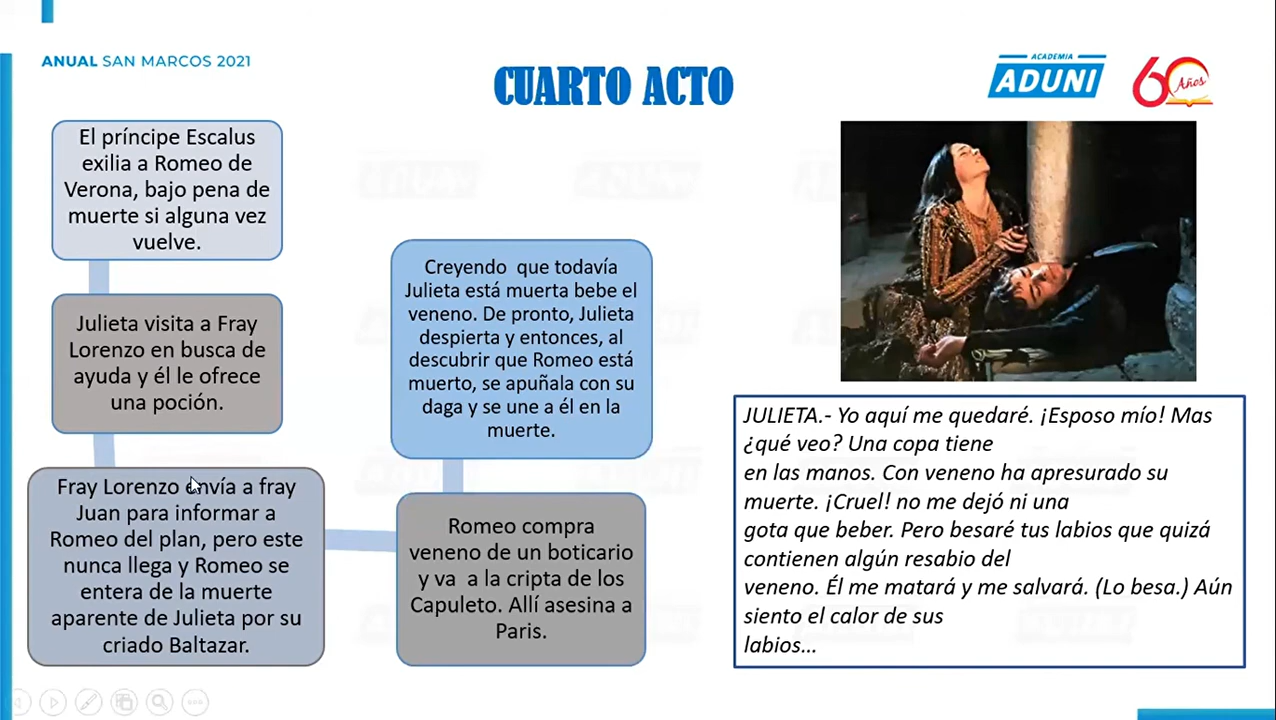 ANUAL SAN MARCOS 2021
CUARTO ACTO
ACADEMIA
ADUNI
60 Años
El príncipe Escalus
exilia a Romeo de
Verona, bajo pena de
muerte si alguna vez
vuelve.
Julieta visita a Fray
Lorenzo en busca de
ayuda y él le ofrece
una poción.
Fray Lorenzo envía a fray
Juan para informar a
Romeo del plan, pero este
nunca llega y Romeo se
entera de la muerte
aparente de Julieta por su
criado Baltazar.
Romeo compra
veneno de un boticario
y va a la cripta de los
Capuleto. Allí asesina a
Paris.
Creyendo que todavía
Julieta está muerta bebe el
veneno. De pronto, Julieta
despierta y entonces, al
descubrir que Romeo está
muerto, se apuñala con su
daga y se une a él en la
muerte.
JULIETA.- Yo aquí me quedaré. ¡Esposo mío! Mas
¿qué veo? Una copa tiene
en las manos. Con veneno ha apresurado su
muerte. ¡Cruel! no me dejó ni una
gota que beber. Pero besaré tus labios que quizá
contienen algún resabio del
veneno. Él me matará y me salvará. (Lo besa.) Aún
siento el calor de sus
labios...